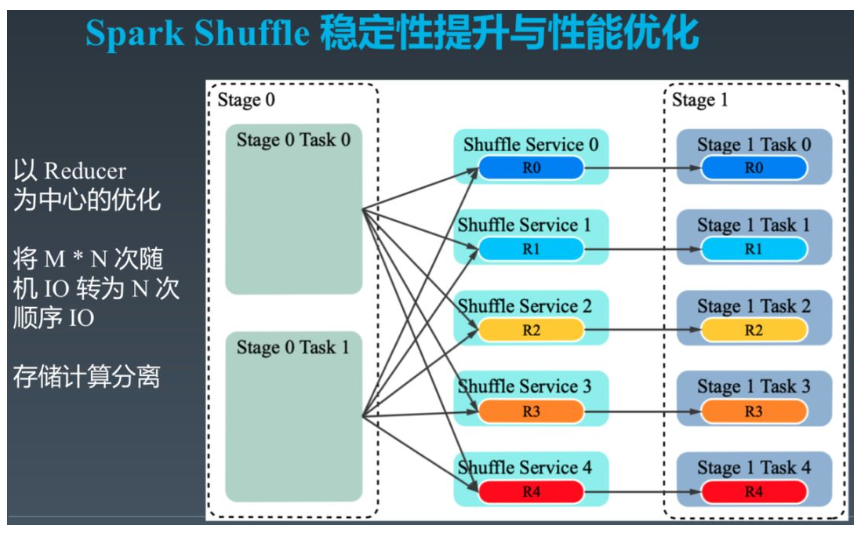 Spark Shuffle 稳定性提升与性能优化
以 Reducer
为中心的优化
将 M * N 次随
机 IO 转为 N 次
顺序 IO
存储计算分离
Stage 0
Stage 0 Task 0
Stage 0 Task 1
Shuffle Service 0
R0
Shuffle Service 1
R1
Shuffle Service 2
R2
Shuffle Service 3
R3
Shuffle Service 4
R4
Stage 1
Stage 1 Task 0
R0
Stage 1 Task 1
R1
Stage 1 Task 2
R2
Stage 1 Task 3
R3
Stage 1 Task 4
R4